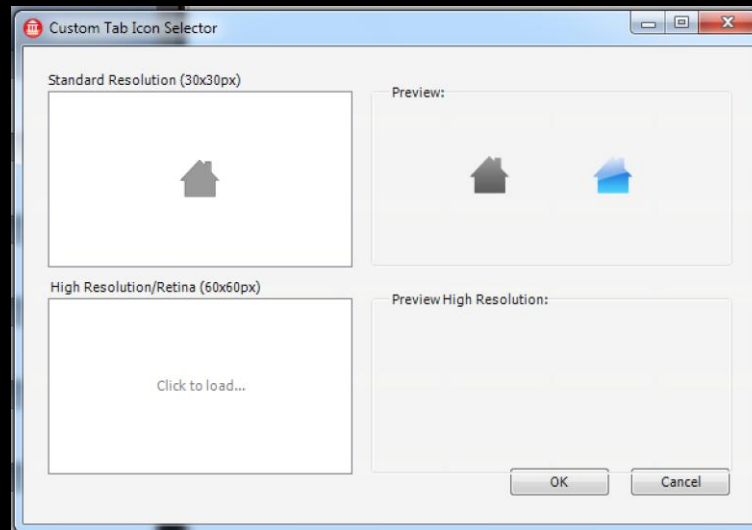 Custom Tab Icon Selector
Standard Resolution (30x30px)
Preview:
High Resolution/Retina (60x60px)
Preview High Resolution:
Click to load...
OK
Cancel